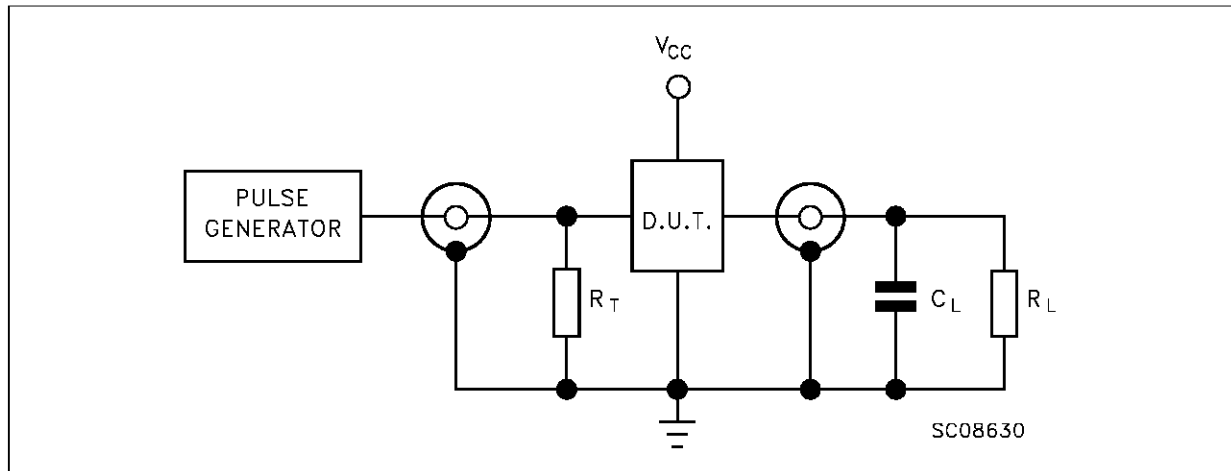 VCC
PULSE
GENERATOR
D.U.T.
RT
CL
RL
SC08630